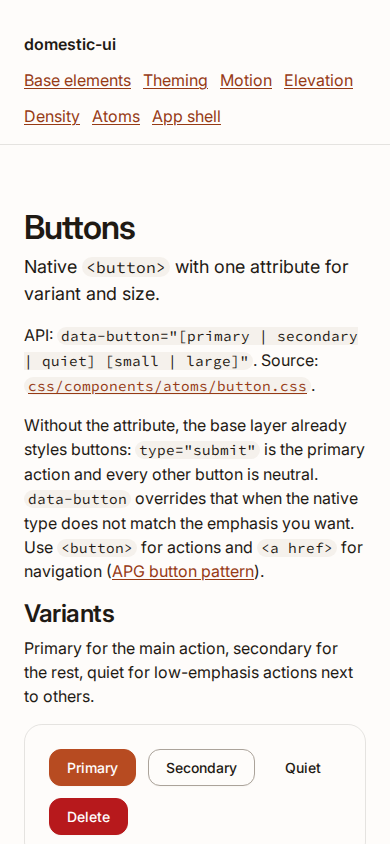 domestic-ui
Base elements Theming Motion Elevation
Density Atoms App shell
Buttons
Native <button> with one attribute for
variant and size.
API: data-button="[primary | secondary
| quiet] [small | large]". Source:
css/components/atoms/button.css.
Without the attribute, the base layer already
styles buttons: type="submit" is the primary
action and every other button is neutral.
data-button overrides that when the native
type does not match the emphasis you want.
Use <button> for actions and <a href> for
navigation (APG button pattern).
Variants
Primary for the main action, secondary for
the rest, quiet for low-emphasis actions next
to others.
Primary Secondary Quiet
Delete